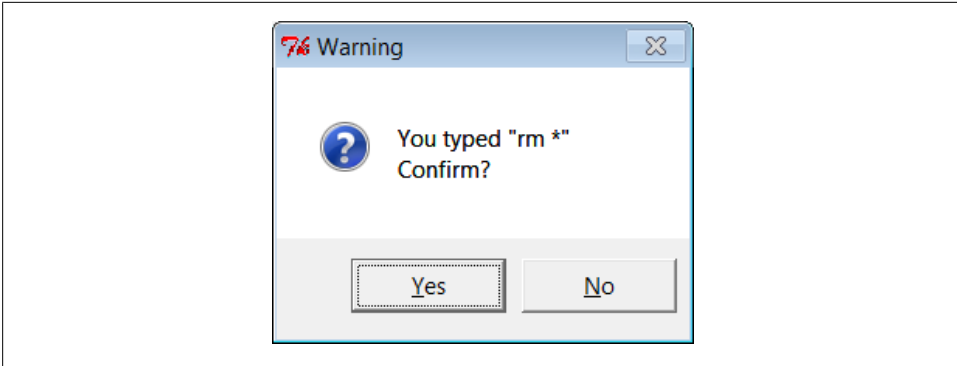 Warning
You typed "rm *"
Confirm?
Yes
No